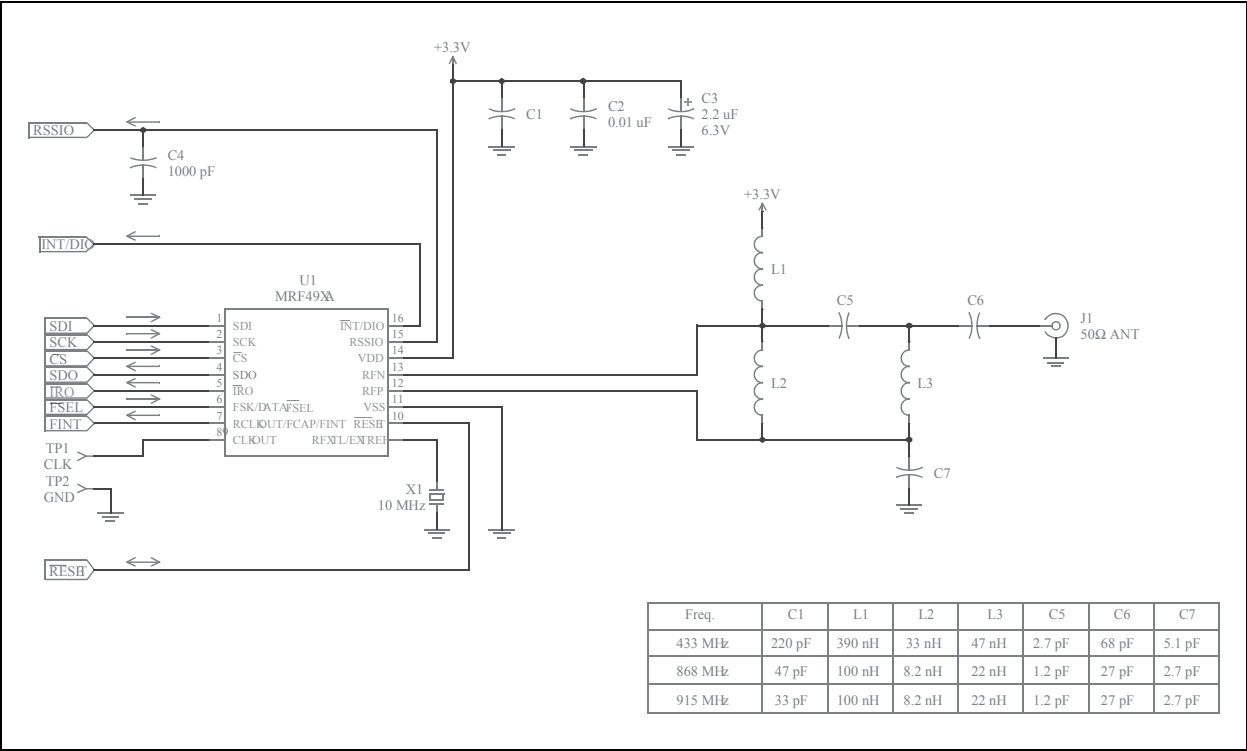 +3.3V
C1
C2
0.01 uF
+
C3
2.2 uF
6.3V
RSSIO
C4
1000 pF
+3.3V
INT/DIO
L1
U1
MRF49XA
C5
C6
J1
50Ω ANT
SDI
SCK
CS
SDO
IRO
FSEL
FINT
1
2
3
4
5
6
7
8
9
SDI
SCK
CS
SDO
IRO
FSK/DATA/FSEL
RCLKOUT/FCAP/FINT
CLKOUT
INT/DIO
RSSIO
VDD
RFN
RFP
VSS
RESET
RFXTL/EXTREF
16
15
14
13
12
11
10
L2
L3
TP1
CLK
TP2
GND
X1
10 MHz
C7
RESET
Freq. C1 L1 L2 L3 C5 C6 C7
433 MHz 220 pF 390 nH 33 nH 47 nH 2.7 pF 68 pF 5.1 pF
868 MHz 47 pF 100 nH 8.2 nH 22 nH 1.2 pF 27 pF 2.7 pF
915 MHz 33 pF 100 nH 8.2 nH 22 nH 1.2 pF 27 pF 2.7 pF